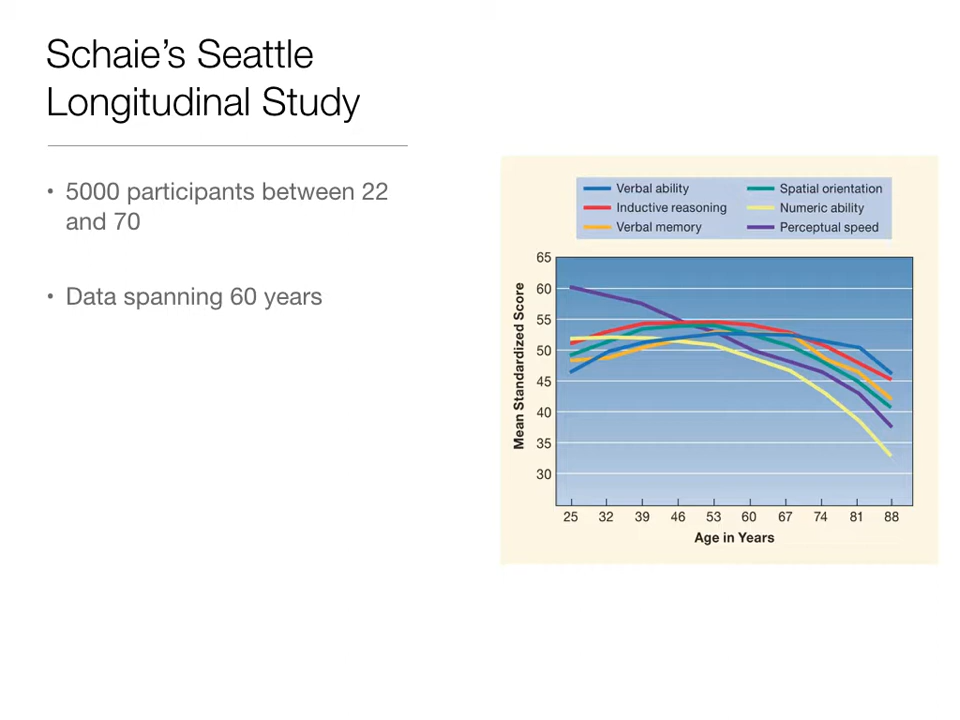 Schaie’s Seattle
Longitudinal Study
• 5000 participants between 22
and 70
• Data spanning 60 years
Verbal ability
Inductive reasoning
Verbal memory
Spatial orientation
Numeric ability
Perceptual speed
Mean Standardized Score
65
60
55
50
45
40
35
30
25 32 39 46 53 60 67 74 81 88
Age in Years